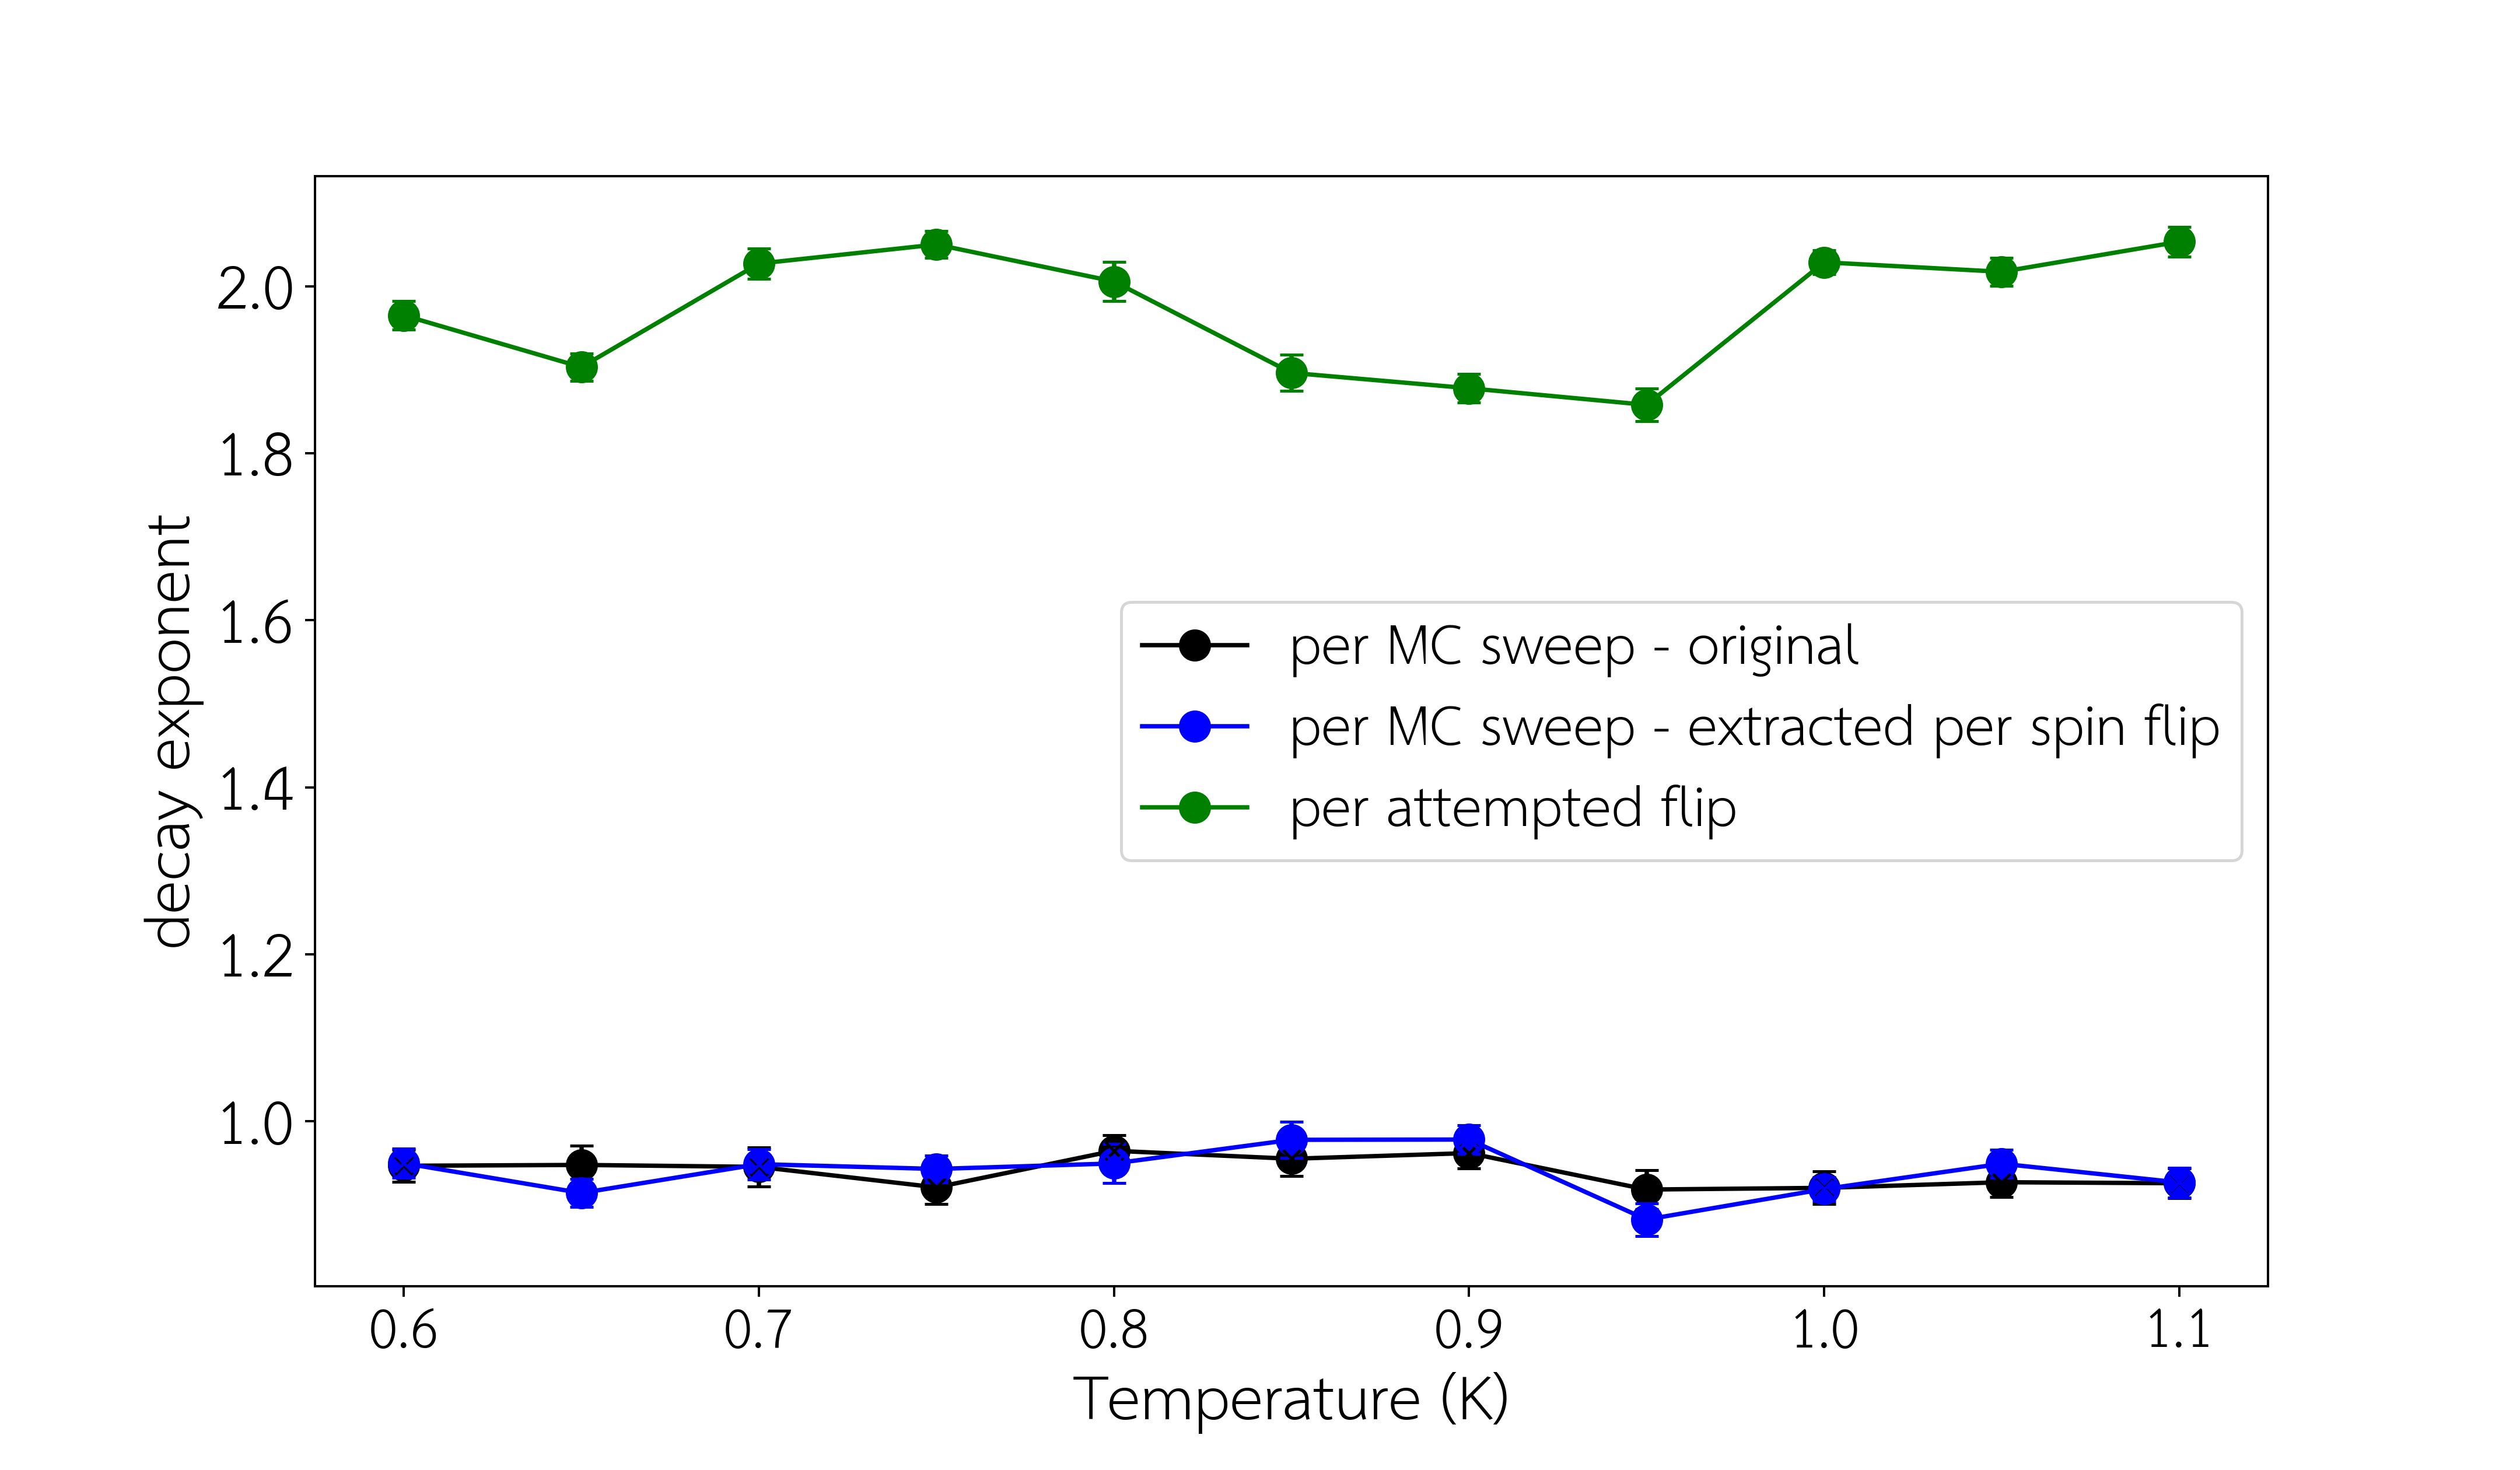 2.0
1.8
1.6
1.4
1.2
1.0
decay exponent
per MC sweep - original
per MC sweep - extracted per spin flip
per attempted flip
0.6 0.7 0.8 0.9 1.0 1.1
Temperature (K)